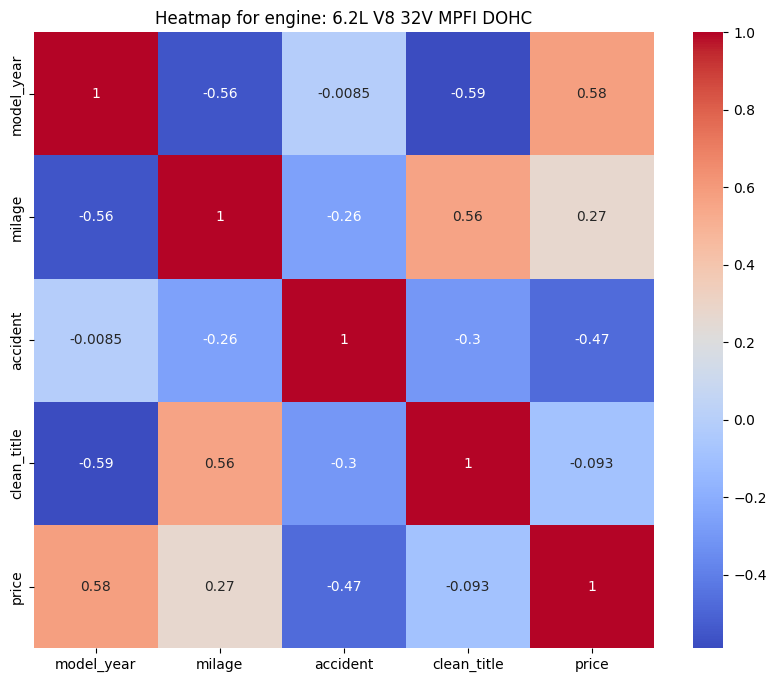 Heatmap for engine: 6.2L V8 32V MPFI DOHC
model_year 1 -0.56 -0.0085 -0.59 0.58
milage -0.56 1 -0.26 0.56 0.27
accident -0.0085 -0.26 1 -0.3 -0.47
clean_title -0.59 0.56 -0.3 1 -0.093
price 0.58 0.27 -0.47 -0.093 1
model_year milage accident clean_title price
1.0
0.8
0.6
0.4
0.2
0.0
−0.2
−0.4